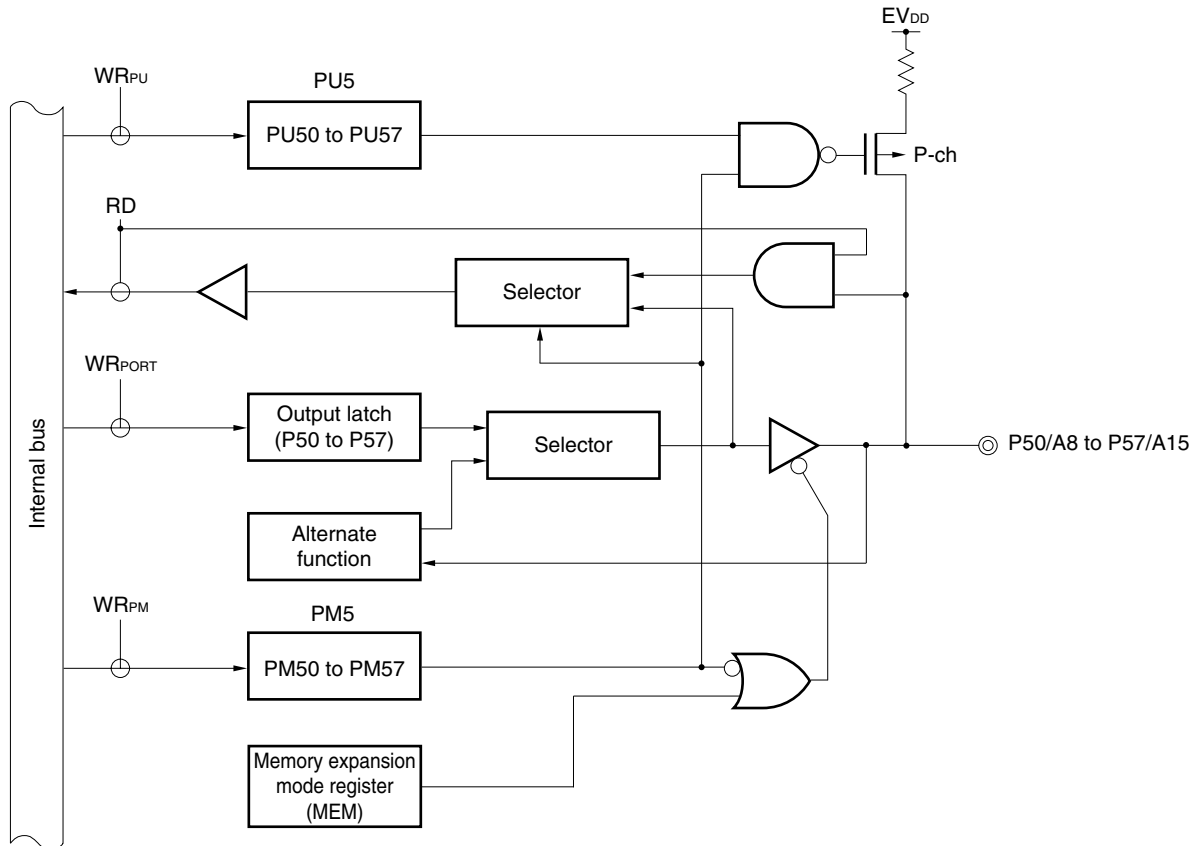 EVDD
WRPU
PU5
PU50 to PU57
P-ch
RD
Selector
WRPORT
Output latch
(P50 to P57)
Selector
P50/A8 to P57/A15
Internal bus
Alternate
function
WRPM
PM5
PM50 to PM57
Memory expansion
mode register
(MEM)